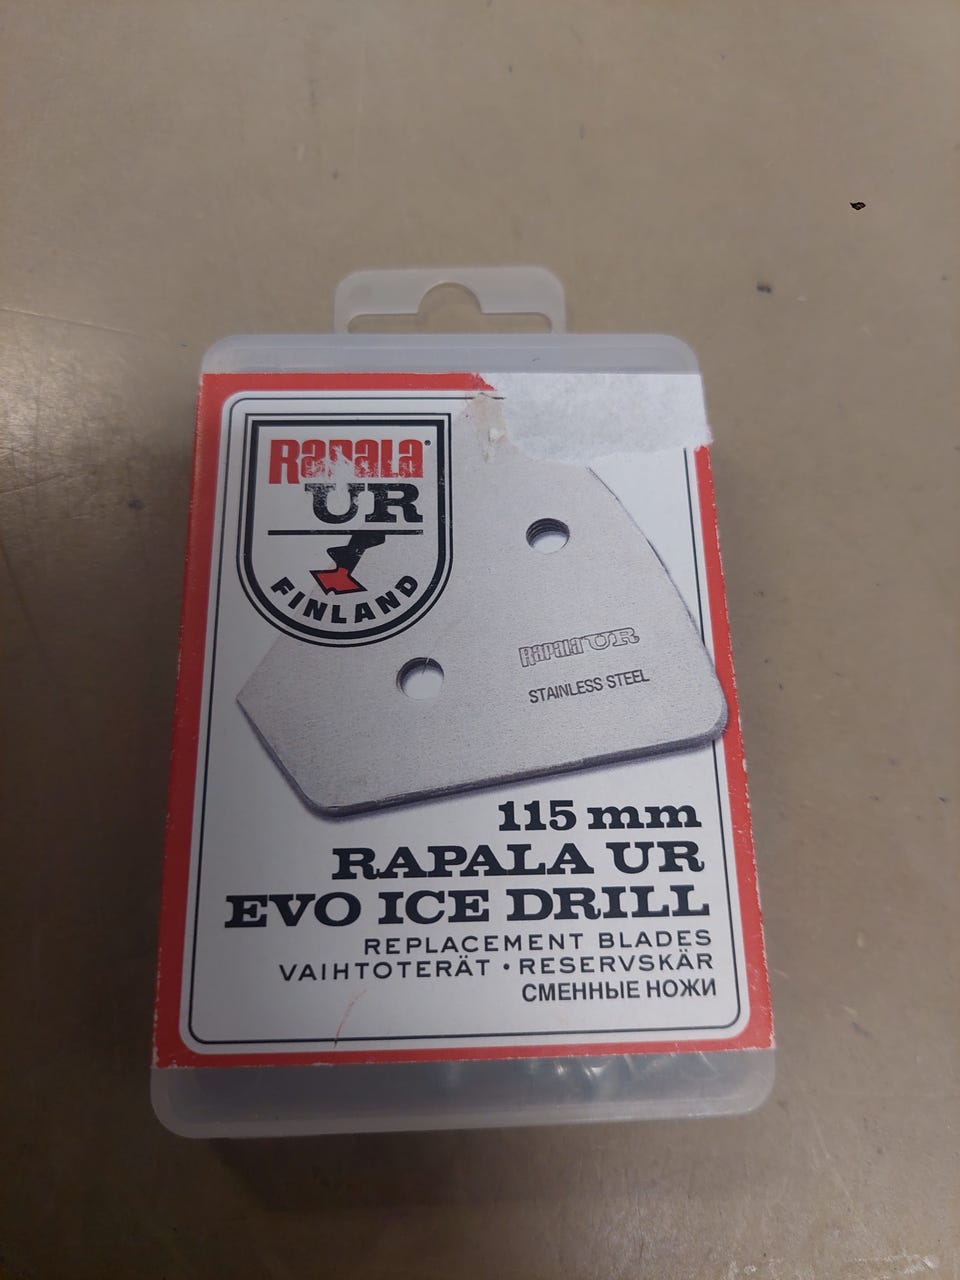 Rapala®
UR
FINLAND
Rapala UR
STAINLESS STEEL
115 mm
RAPALA UR
EVO ICE DRILL
REPLACEMENT BLADES
VAIHTOTERÄT • RESERVSKÄR
СМЕННЫЕ НОЖИ